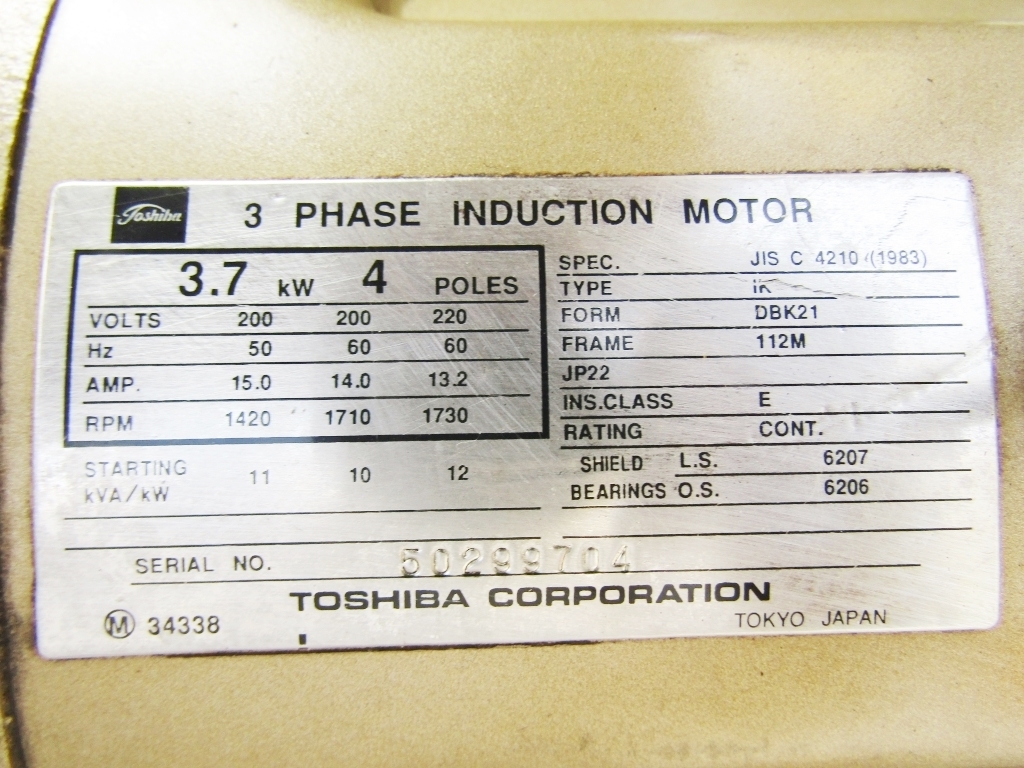 Toshiba
3 PHASE INDUCTION MOTOR
3.7 kW 4 POLES
VOLTS 200 200 220
Hz 50 60 60
AMP. 15.0 14.0 13.2
RPM 1420 1710 1730
STARTING kVA/kW 11 10 12
SPEC. JIS C 4210 (1983)
TYPE IK
FORM DBK21
FRAME 112M
JP22
INS.CLASS E
RATING CONT.
SHIELD L.S. 6207
BEARINGS O.S. 6206
SERIAL NO. 50299704
TOSHIBA CORPORATION
M 34338
TOKYO JAPAN